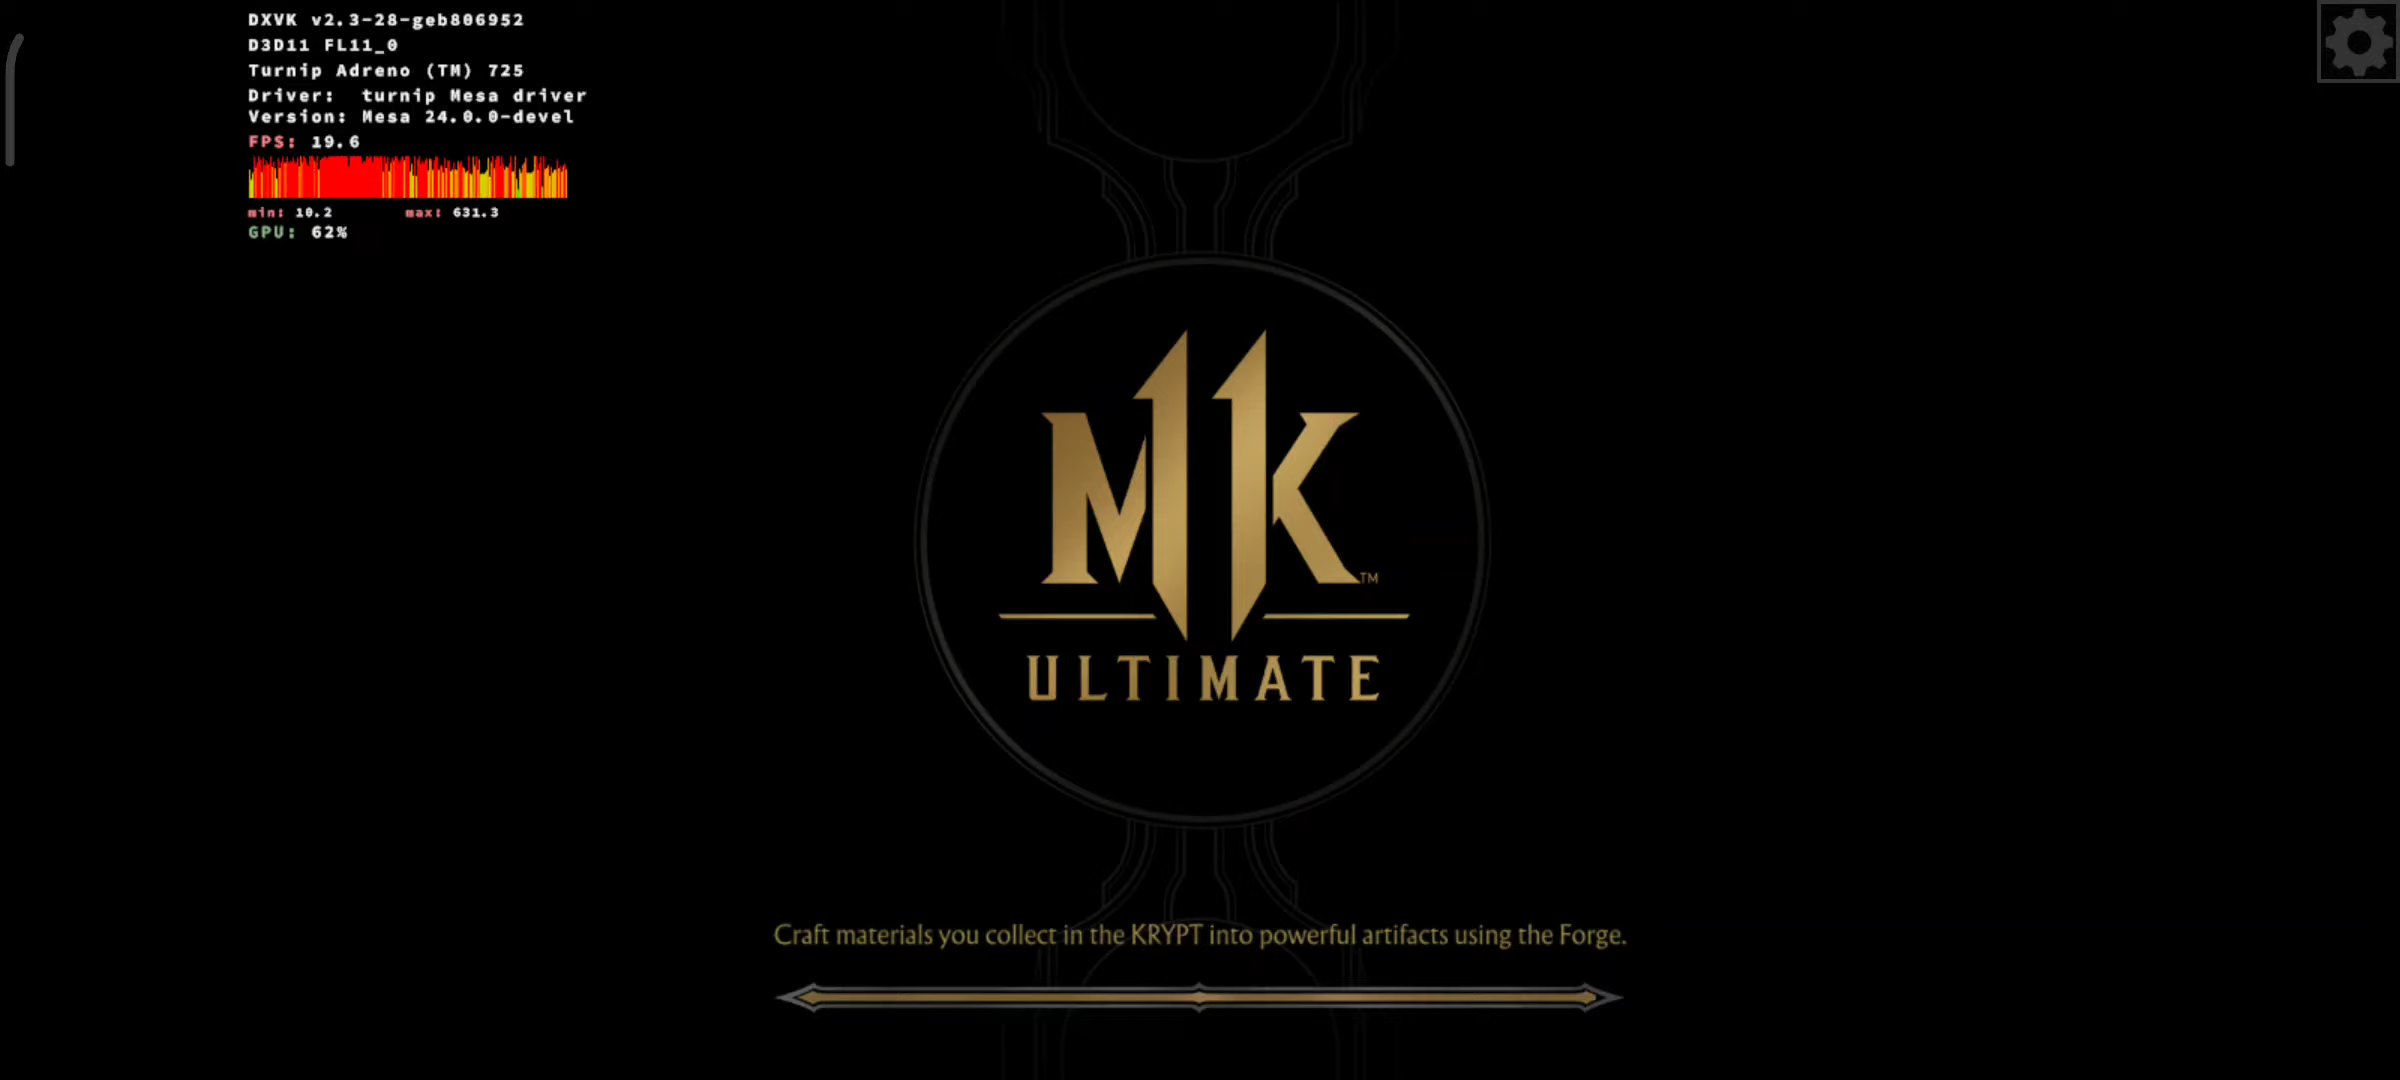 DXVK v2.3-28-geb806952
D3D11 FL11_0
Turnip Adreno (TM) 725
Driver:  turnip Mesa driver
Version: Mesa 24.0.0-devel
FPS: 19.6
min: 10.2 max: 631.3
GPU: 62%
M11K™
ULTIMATE
Craft materials you collect in the KRYPT into powerful artifacts using the Forge.